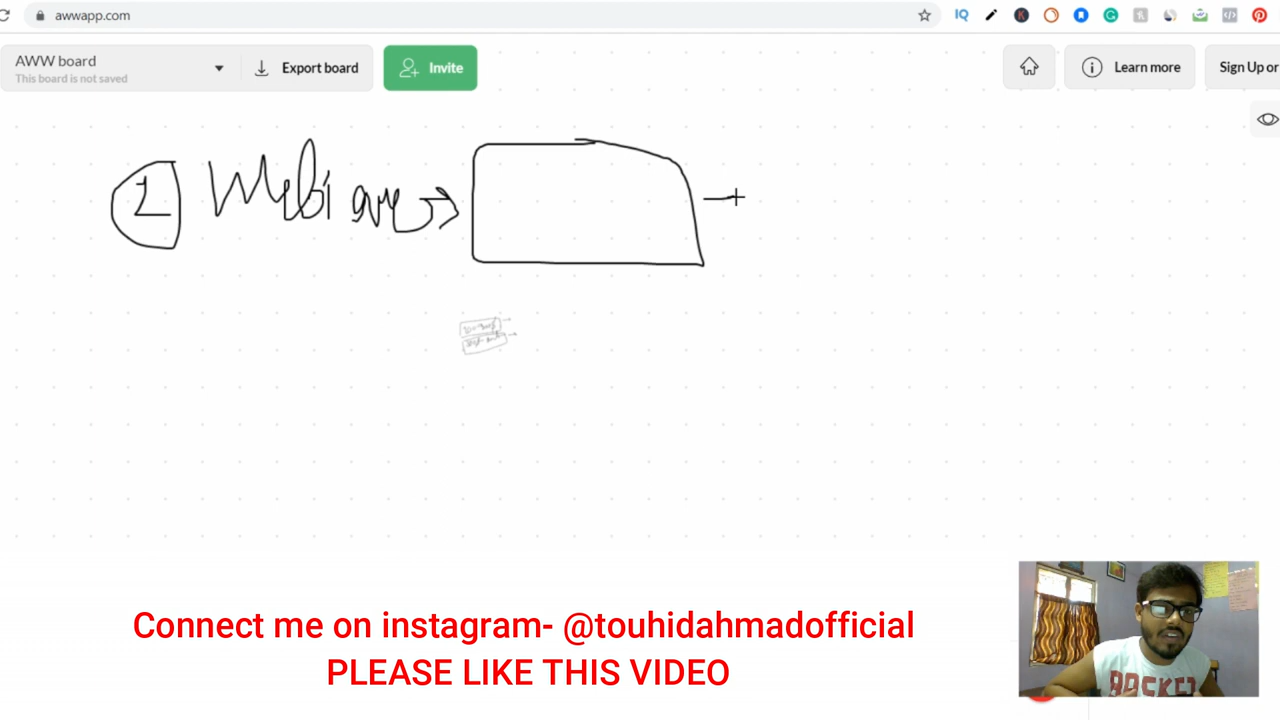 awwapp.com
IQ
AWW board
This board is not saved
Export board
Invite
Learn more
Sign Up or
1
Connect me on instagram- @touhidahmadofficial
PLEASE LIKE THIS VIDEO